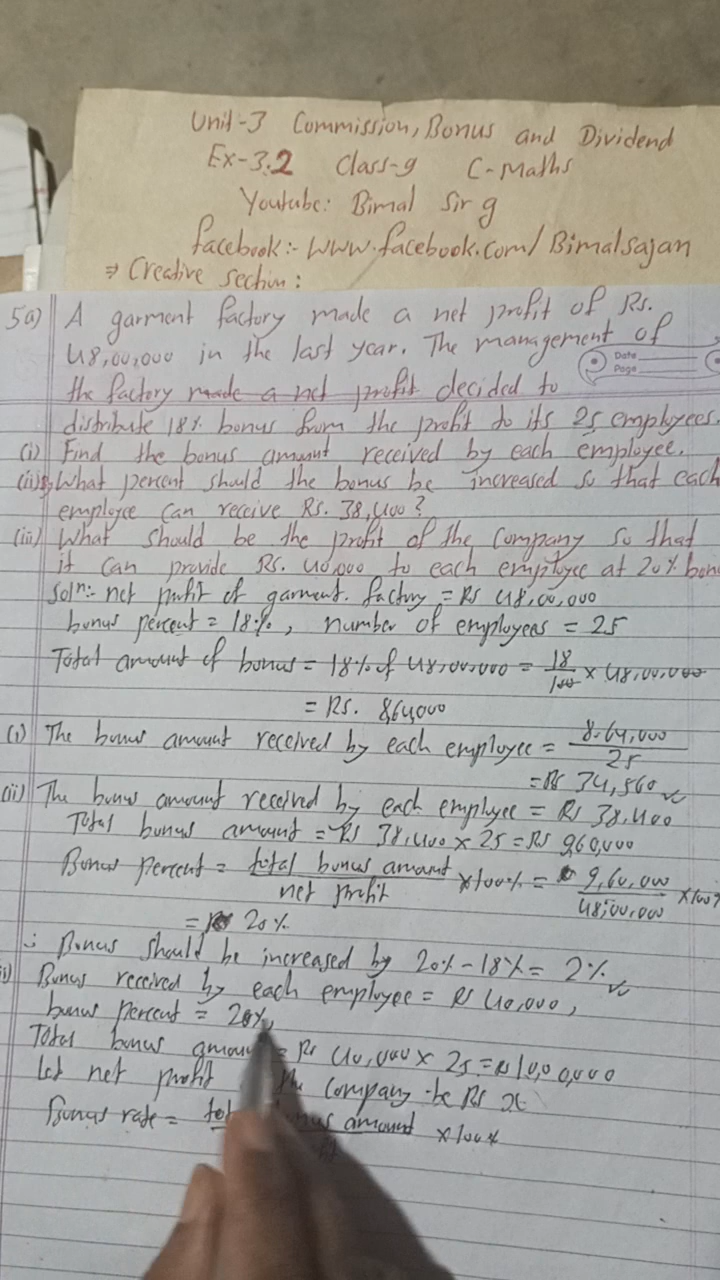 Unit-3 Commission, Bonus and Dividend
Ex-3.2 Class-9 C-Maths
Youtube: Bimal Sir g
facebook:- www.facebook.com/Bimalsajan
⇒ Creative section:
5a) A garment factory made a net profit of Rs.
48,00,000 in the last year. The management of
Date
Page
the factory made a net profit decided to
distribute 18% bonus from the profit to its 25 employees.
(i) Find the bonus amount received by each employee.
(ii) What percent should the bonus be increased so that each
employee can receive Rs. 38,400?
(iii) What should be the profit of the company so that
it can provide Rs. 40,000 to each employee at 20% bon
Soln:- net profit of garment factory = Rs 48,00,000
bonus percent = 18%, number of employees = 25
Total amount of bonus = 18% of 48,00,000 = 18/100 × 48,00,000
= Rs. 864000
(i) The bonus amount received by each employee = 8,64,000/25
= Rs 34,560
(ii) The bonus amount received by each employee = Rs 38,400
Total bonus amount = Rs 38,400 × 25 = Rs 960,000
Bonus percent = total bonus amount/net profit × 100% = 9,60,000/48,00,000 × 100%
= 20%
∴ Bonus should be increased by 20% - 18% = 2%
Bonus received by each employee = Rs 40,000,
bonus percent = 20%,
Total bonus amoun = Rs 40,000 × 25 = Rs 10,00,000
Let net profit the company be Rs x
Bonus rate = bonus amount × 100%